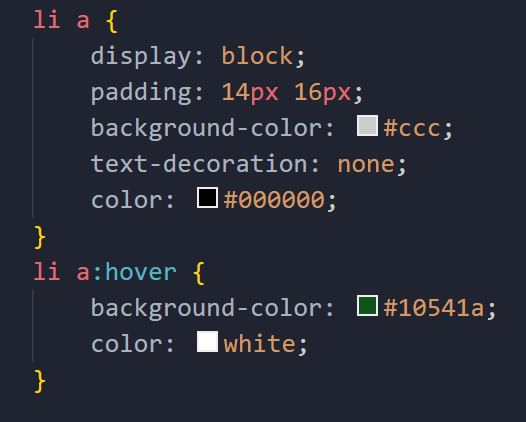 li a {
    display: block;
    padding: 14px 16px;
    background-color: #ccc;
    text-decoration: none;
    color: #000000;
}
li a:hover {
    background-color: #10541a;
    color: white;
}